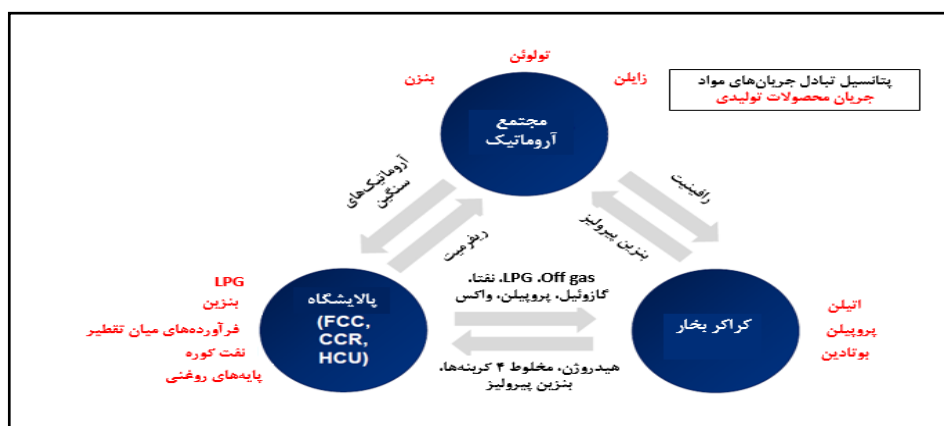 تولوئن
بنزن
زایلن
پتانسیل تبادل جریان‌های مواد
جریان محصولات تولیدی
مجتمع
آروماتیک
آروماتیک‌های
سنگین
ریفرمیت
رافینیت
بنزین پیرولیز
LPG
بنزین
فرآورده‌های میان تقطیر
نفت کوره
پایه‌های روغنی
پالایشگاه
(FCC,
CCR,
HCU)
Off gas، LPG، نفتا،
گازوئیل، پروپیلن، واکس
هیدروژن، مخلوط ۴ کربنه‌ها،
بنزین پیرولیز
کراکر بخار
اتیلن
پروپیلن
بوتادین